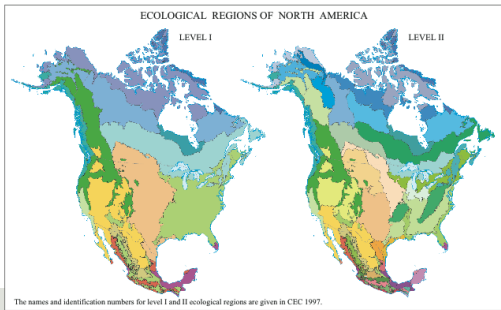 ECOLOGICAL REGIONS OF NORTH AMERICA
LEVEL I
LEVEL II
The names and identification numbers for level I and II ecological regions are given in CEC 1997.